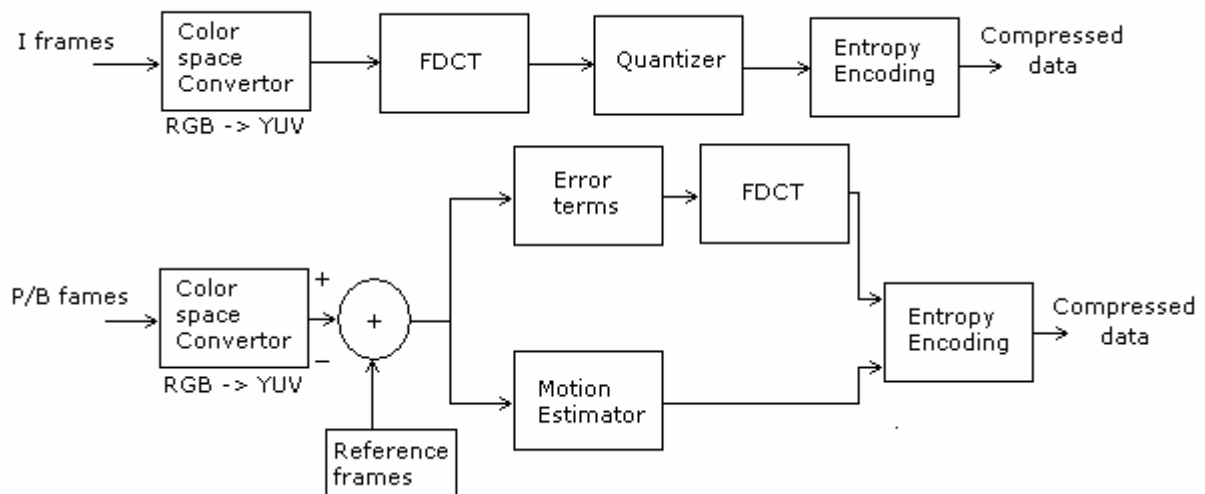 I frames
Color
space
Convertor
RGB -> YUV
FDCT
Quantizer
Entropy
Encoding
Compressed
data
P/B fames
Color
space
Convertor
RGB -> YUV
+
−
+
Reference
frames
Error
terms
FDCT
Motion
Estimator
Entropy
Encoding
Compressed
data